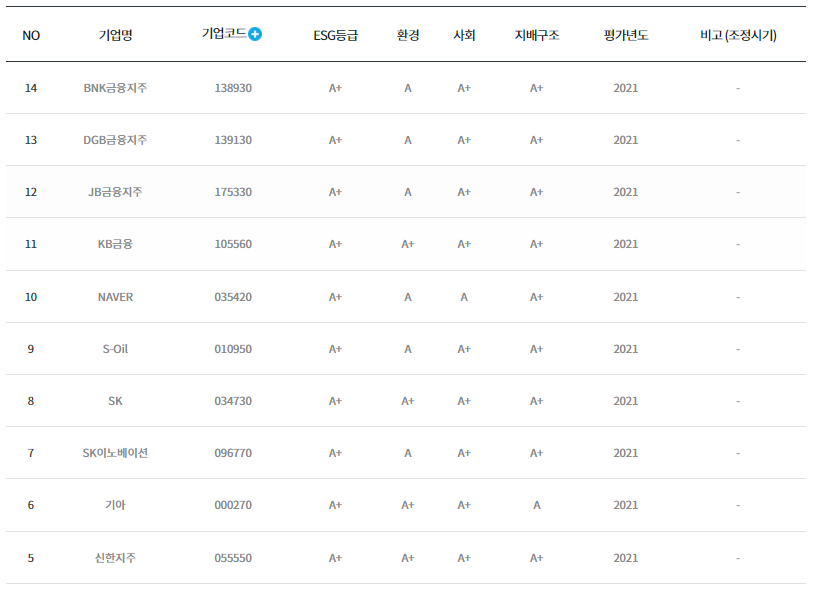 NO 기업명 기업코드 ESG등급 환경 사회 지배구조 평가년도 비고 (조정시기)
14 BNK금융지주 138930 A+ A A+ A+ 2021 -
13 DGB금융지주 139130 A+ A A+ A+ 2021 -
12 JB금융지주 175330 A+ A A+ A+ 2021 -
11 KB금융 105560 A+ A+ A+ A+ 2021 -
10 NAVER 035420 A+ A A A+ 2021 -
9 S-Oil 010950 A+ A A+ A+ 2021 -
8 SK 034730 A+ A+ A+ A+ 2021 -
7 SK이노베이션 096770 A+ A A+ A+ 2021 -
6 기아 000270 A+ A+ A+ A 2021 -
5 신한지주 055550 A+ A+ A+ A+ 2021 -